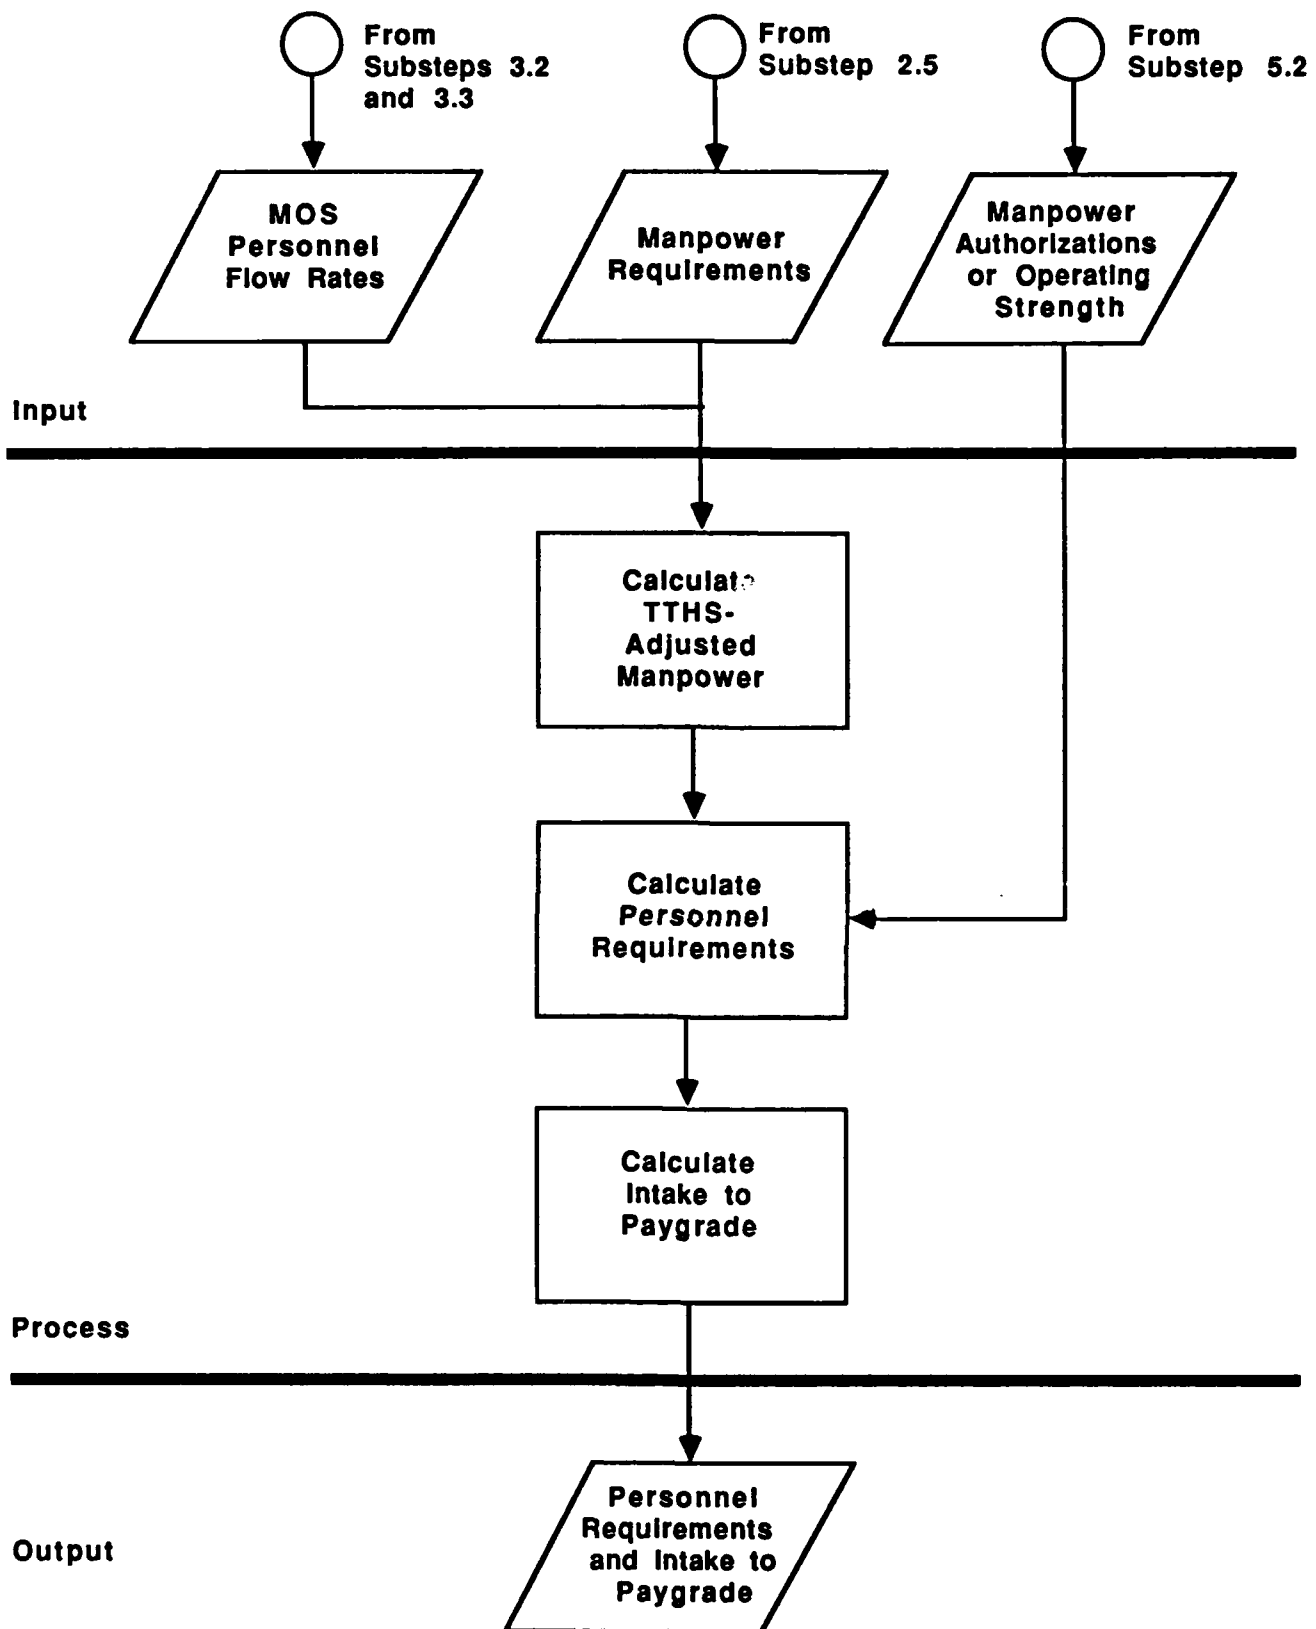 From
Substeps 3.2
and 3.3
From
Substep 2.5
From
Substep 5.2
MOS
Personnel
Flow Rates
Manpower
Requirements
Manpower
Authorizations
or Operating
Strength
Input
Calculate
TTHS-
Adjusted
Manpower
Calculate
Personnel
Requirements
Calculate
Intake to
Paygrade
Process
Personnel
Requirements
and Intake to
Paygrade
Output